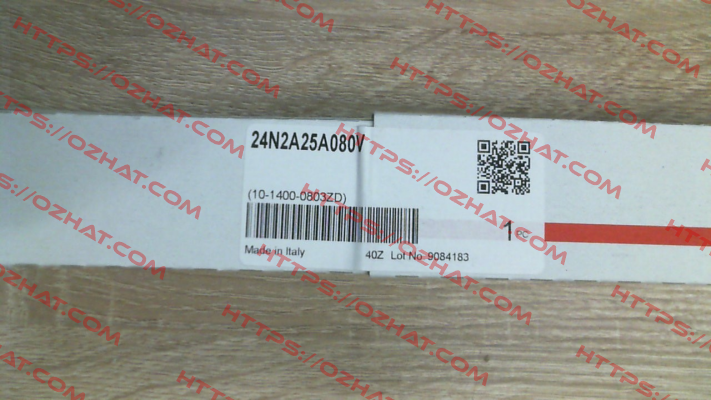 24N2A25A080V
(10-1400-0803ZD)
1 PC
Made in Italy
40Z Lot No 9084183
HTTPS://OZHAT.COM